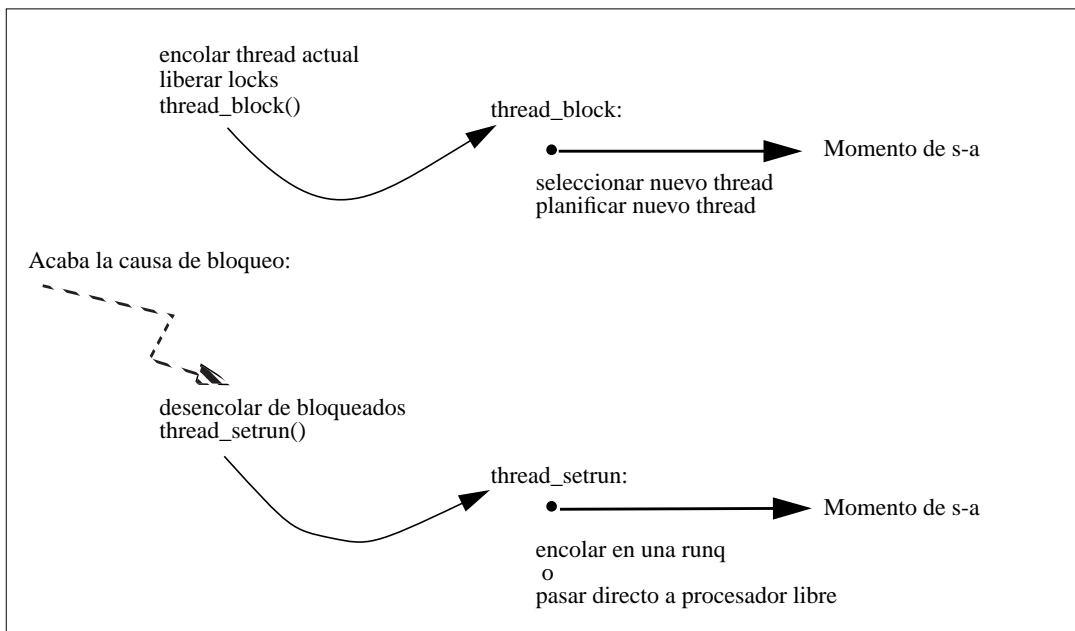 encolar thread actual
liberar locks
thread_block()
thread_block:
Momento de s-a
seleccionar nuevo thread
planificar nuevo thread
Acaba la causa de bloqueo:
desencolar de bloqueados
thread_setrun()
thread_setrun:
Momento de s-a
encolar en una runq
o
pasar directo a procesador libre